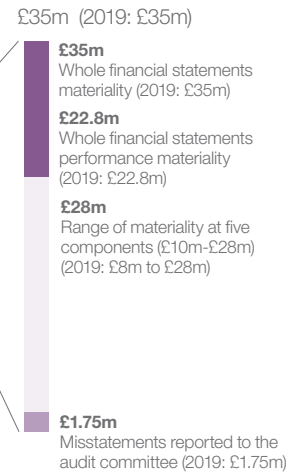 £35m (2019: £35m)
£35m
Whole financial statements
materiality (2019: £35m)
£22.8m
Whole financial statements
performance materiality
(2019: £22.8m)
£28m
Range of materiality at five
components (£10m-£28m)
(2019: £8m to £28m)
£1.75m
Misstatements reported to the
audit committee (2019: £1.75m)